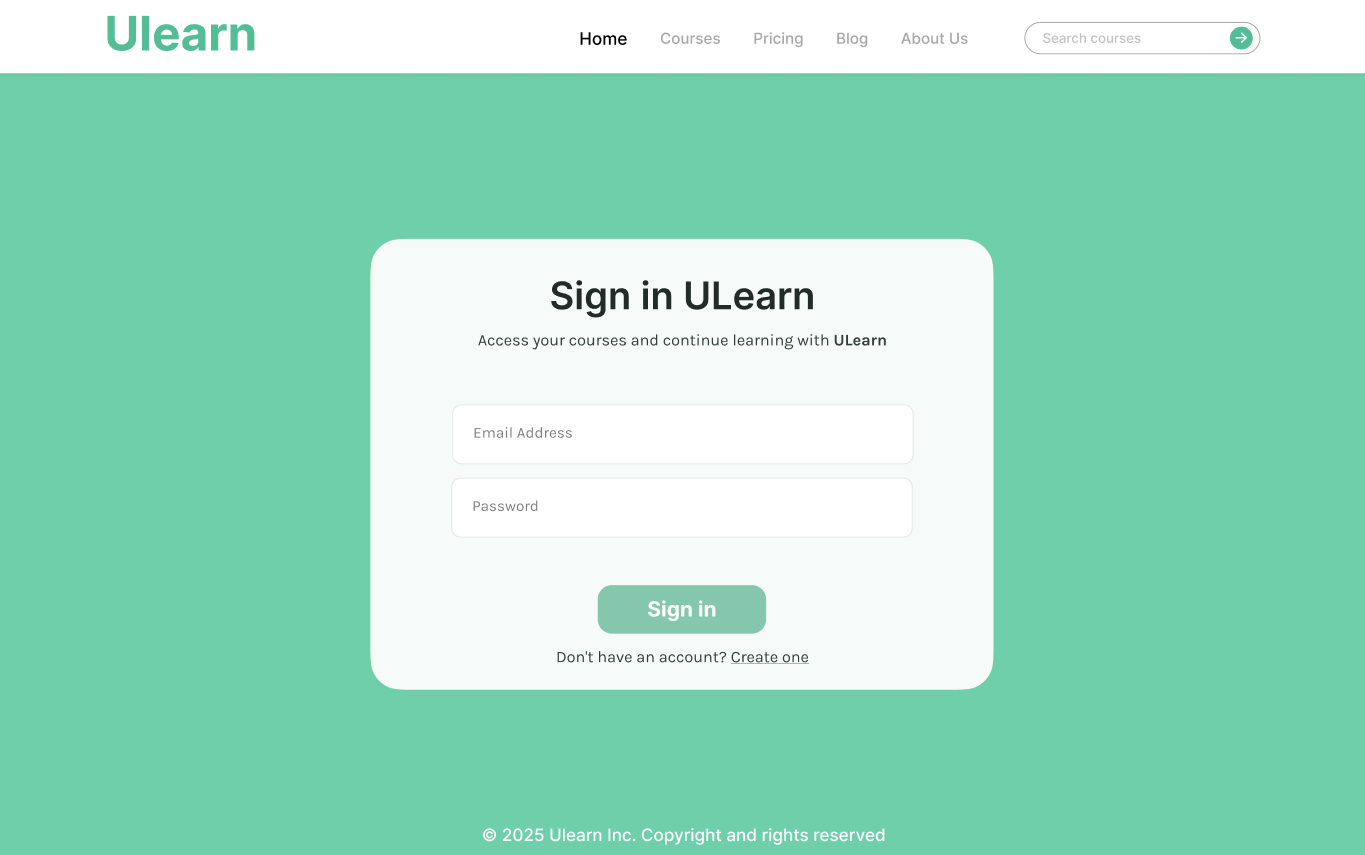 Ulearn
Home Courses Pricing Blog About Us Search courses
Sign in ULearn
Access your courses and continue learning with ULearn
Email Address
Password
Sign in
Don't have an account? Create one
© 2025 Ulearn Inc. Copyright and rights reserved